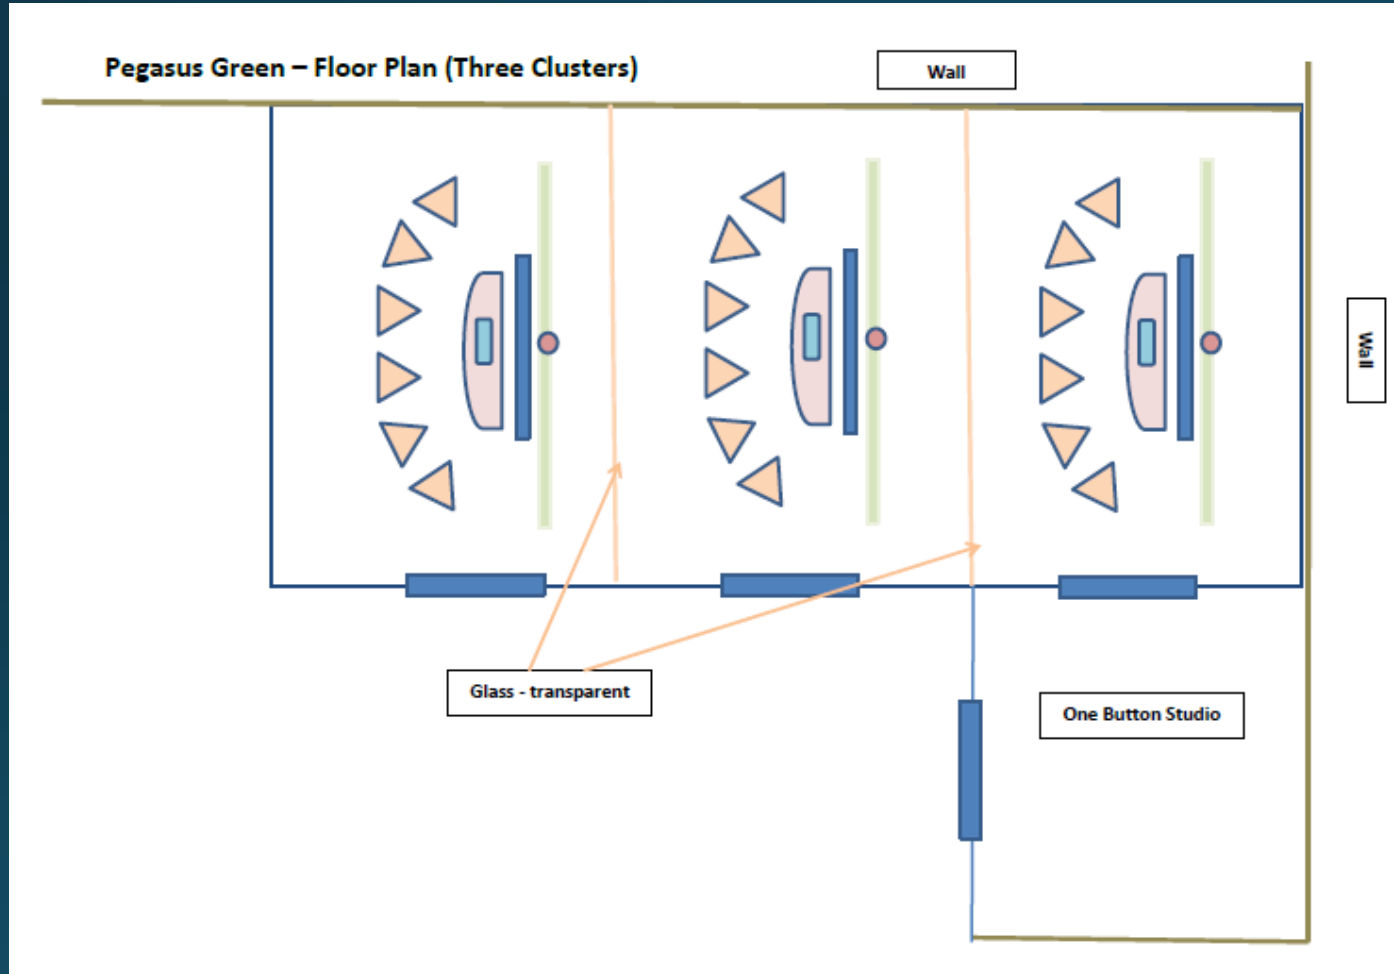 Pegasus Green – Floor Plan (Three Clusters)
Wall
Wall
Glass - transparent
One Button Studio